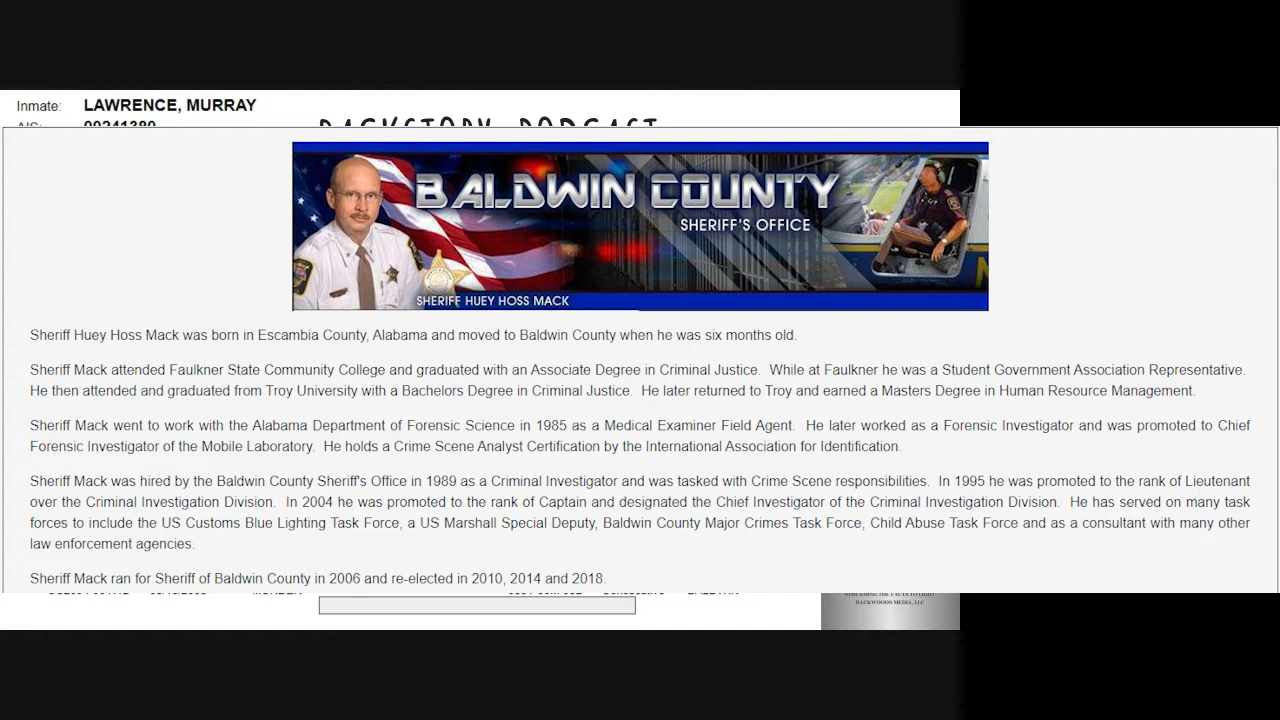 Inmate: LAWRENCE, MURRAY
AIS: 00241380
BACKSTORY PODCAST
BALDWIN COUNTY
SHERIFF'S OFFICE
SHERIFF HUEY HOSS MACK
Sheriff Huey Hoss Mack was born in Escambia County, Alabama and moved to Baldwin County when he was six months old.
Sheriff Mack attended Faulkner State Community College and graduated with an Associate Degree in Criminal Justice. While at Faulkner he was a Student Government Association Representative.
He then attended and graduated from Troy University with a Bachelors Degree in Criminal Justice. He later returned to Troy and earned a Masters Degree in Human Resource Management.
Sheriff Mack went to work with the Alabama Department of Forensic Science in 1985 as a Medical Examiner Field Agent. He later worked as a Forensic Investigator and was promoted to Chief
Forensic Investigator of the Mobile Laboratory. He holds a Crime Scene Analyst Certification by the International Association for Identification.
Sheriff Mack was hired by the Baldwin County Sheriff's Office in 1989 as a Criminal Investigator and was tasked with Crime Scene responsibilities. In 1995 he was promoted to the rank of Lieutenant
over the Criminal Investigation Division. In 2004 he was promoted to the rank of Captain and designated the Chief Investigator of the Criminal Investigation Division. He has served on many task
forces to include the US Customs Blue Lighting Task Force, a US Marshall Special Deputy, Baldwin County Major Crimes Task Force, Child Abuse Task Force and as a consultant with many other
law enforcement agencies.
Sheriff Mack ran for Sheriff of Baldwin County in 2006 and re-elected in 2010, 2014 and 2018.
STREAMING THE FACTS TO LIGHT
BACKWOODS MEDIA, LLC